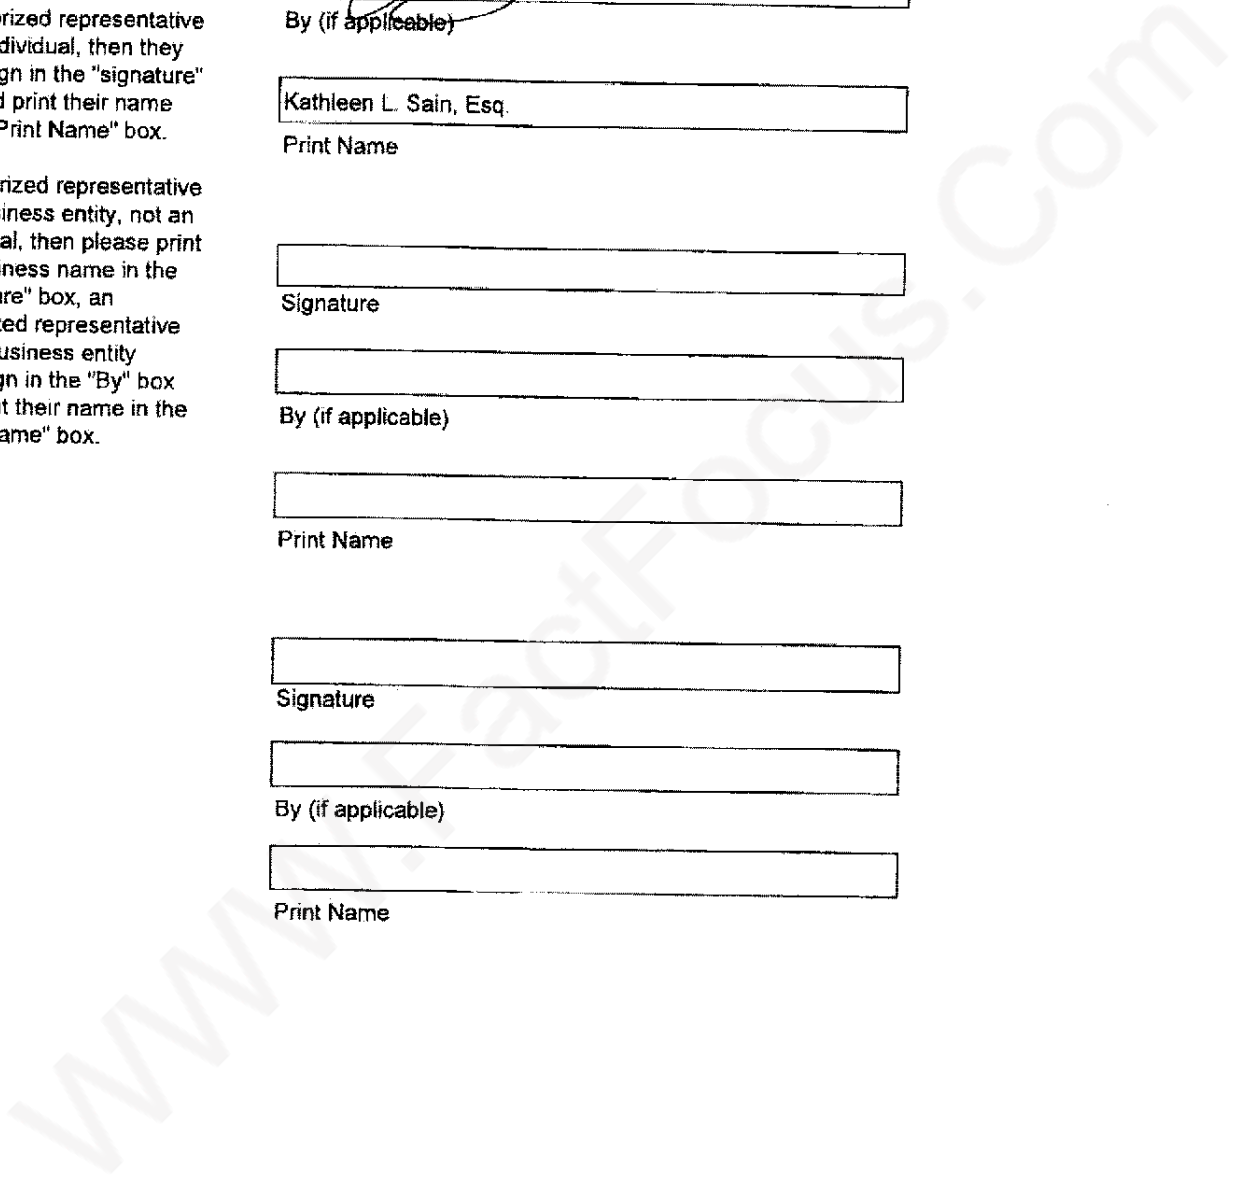 rized representative
dividual, then they
gn in the "signature"
d print their name
Print Name" box.
rized representative
siness entity, not an
al, then please print
iness name in the
ure" box, an
ed representative
usiness entity
gn in the "By" box
t their name in the
ame" box.
By (if applicable)
Kathleen L. Sain, Esq.
Print Name
Signature
By (if applicable)
Print Name
Signature
By (if applicable)
Print Name
www.FactFocus.Com